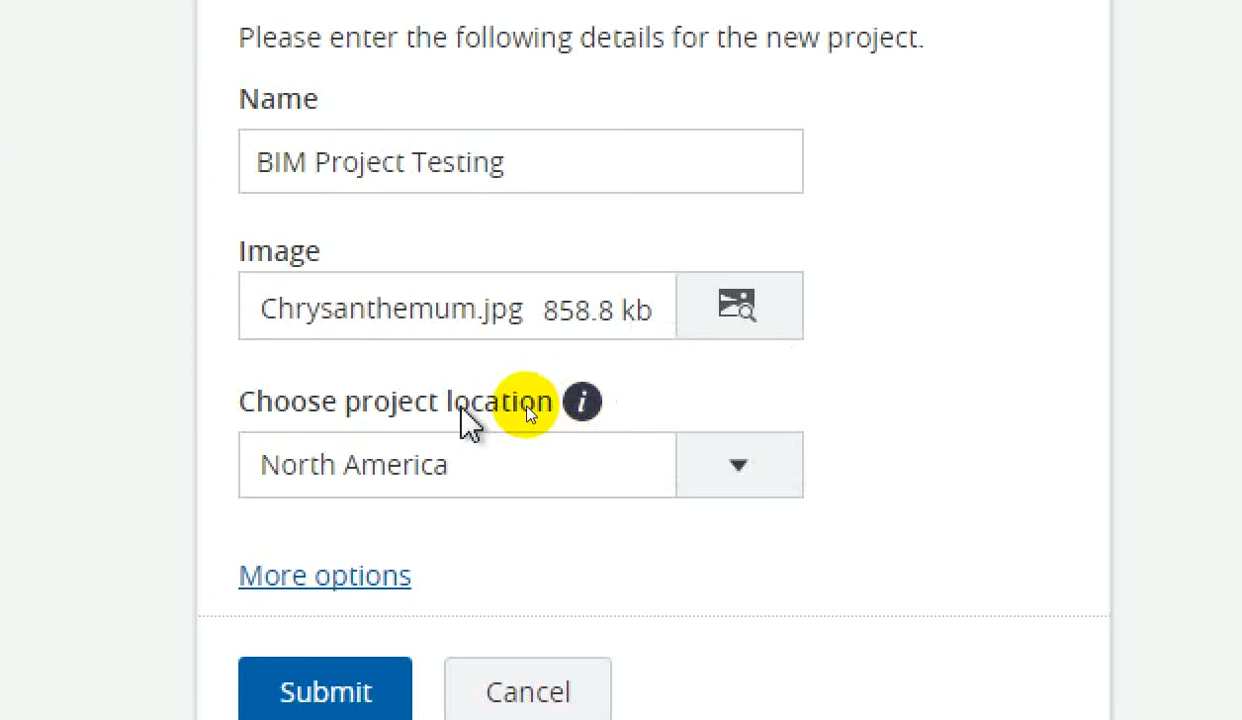 Please enter the following details for the new project.
Name
BIM Project Testing
Image
Chrysanthemum.jpg 858.8 kb
Choose project location i
North America
More options
Submit Cancel